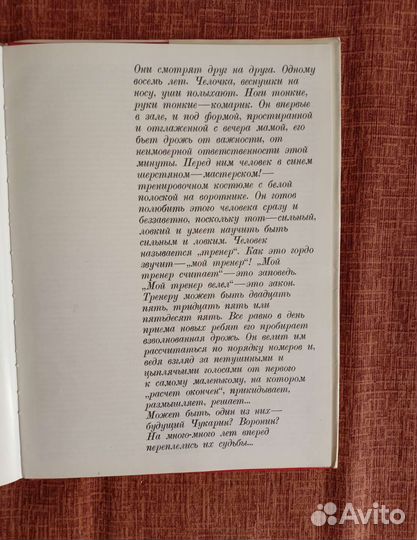 Они смотрят друг на друга. Одному
восемь лет. Челочка, веснушки на
носу, уши полыхают. Ноги тонкие,
руки тонкие—комарик. Он впервые
в зале, и под формой, простиранной
и отглаженной с вечера мамой, его
бьет дрожь от важности, от
неимоверной ответственности этой
минуты. Перед ним человек в синем
шерстяном—мастерском!—
тренировочном костюме с белой
полоской на воротнике. Он готов
полюбить этого человека сразу и
беззаветно, поскольку тот—сильный,
ловкий и умеет научить быть
сильным и ловким. Человек
называется „тренер“. Как это гордо
звучит—„мой тренер“! „Мой
тренер считает“—это заповедь.
„Мой тренер велел“—это закон.
Тренеру может быть двадцать
пять, тридцать пять или
пятьдесят пять. Все равно в день
приема новых ребят его пробирает
взволнованная дрожь. Он велит им
рассчитаться по порядку номеров и,
ведя взгляд за петушиными и
цыплячьими голосами от первого
к самому маленькому, на котором
„расчет окончен“, прикидывает,
размышляет, решает...
Может быть, один из них—
будущий Чукарин? Воронин?
На много-много лет вперед
переплелись их судьбы...
Avito